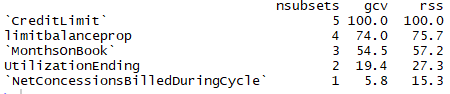 nsubsets gcv rss
`CreditLimit` 5 100.0 100.0
limitbalanceprop 4 74.0 75.7
`MonthsOnBook` 3 54.5 57.2
UtilizationEnding 2 19.4 27.3
`NetConcessionsBilledDuringCycle` 1 5.8 15.3